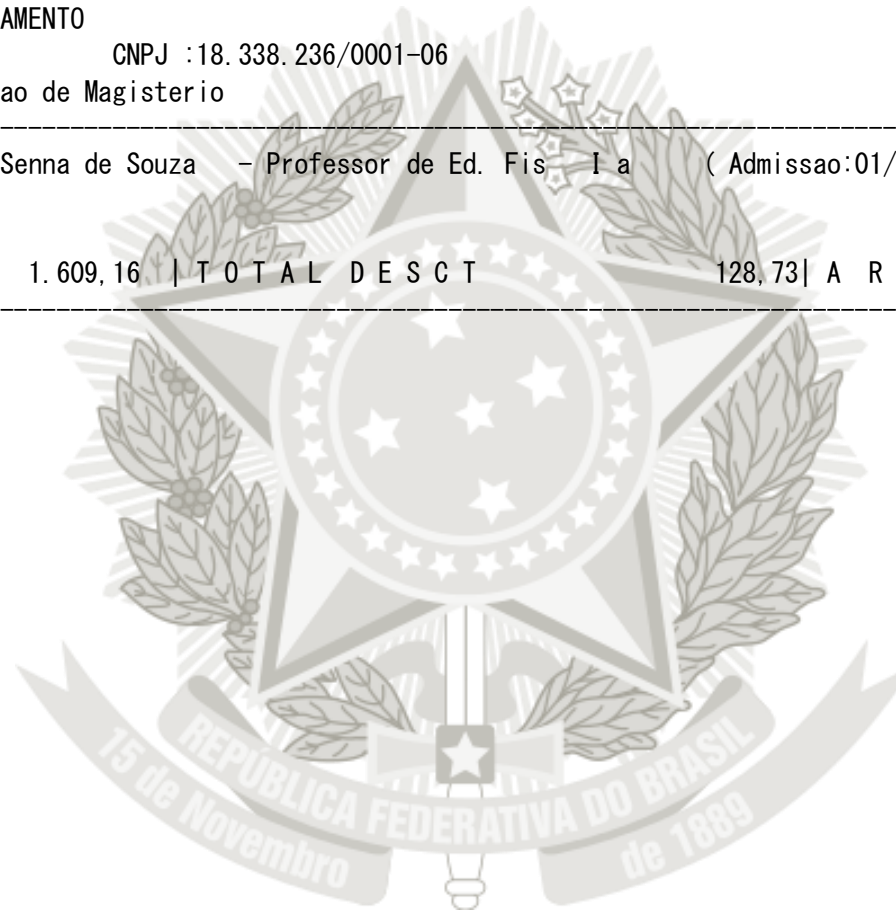 AMENTO
CNPJ :18.338.236/0001-06
ao de Magisterio
Senna de Souza - Professor de Ed. Fis I a ( Admissao:01/
1.609,16 | T O T A L D E S C T 128,73| A R
REPÚBLICA FEDERATIVA DO BRASIL
15 de Novembro de 1889